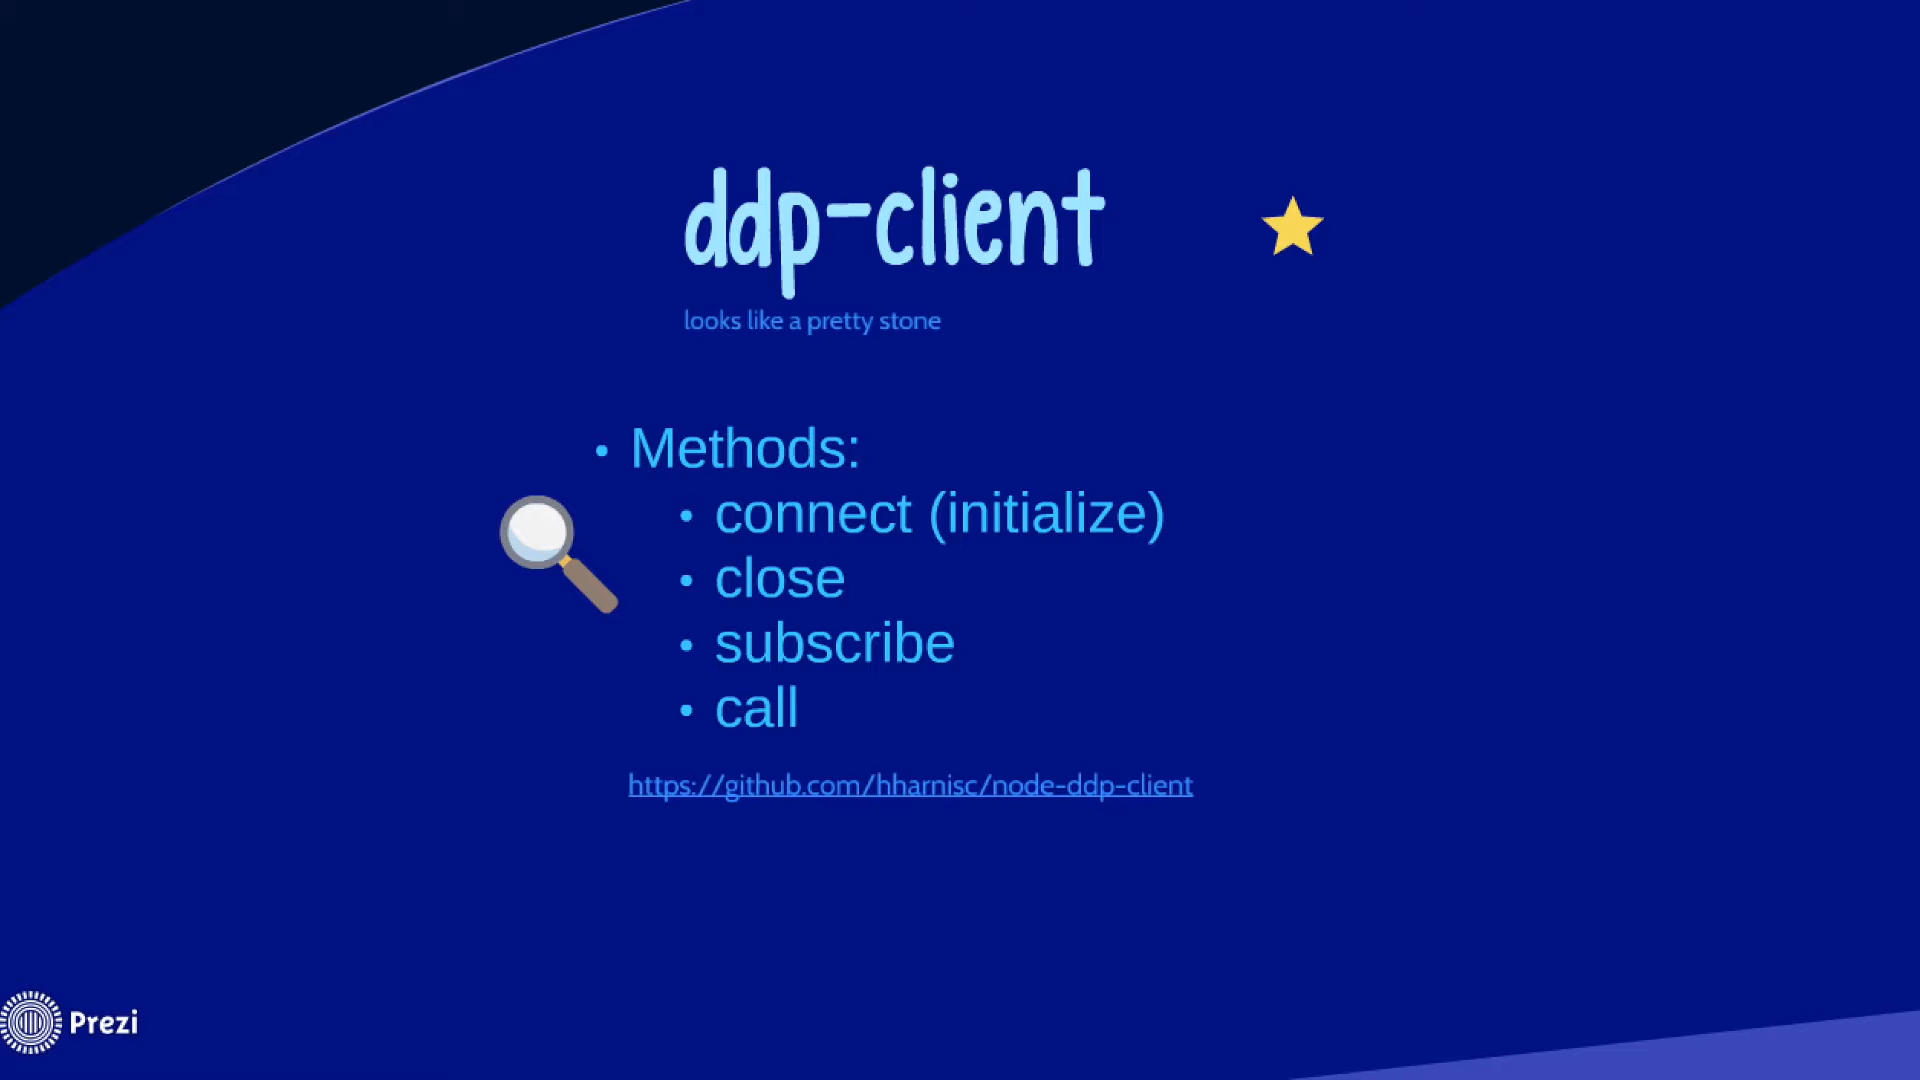 ddp-client
looks like a pretty stone
• Methods:
• connect (initialize)
• close
• subscribe
• call
https://github.com/hharnisc/node-ddp-client
Prezi